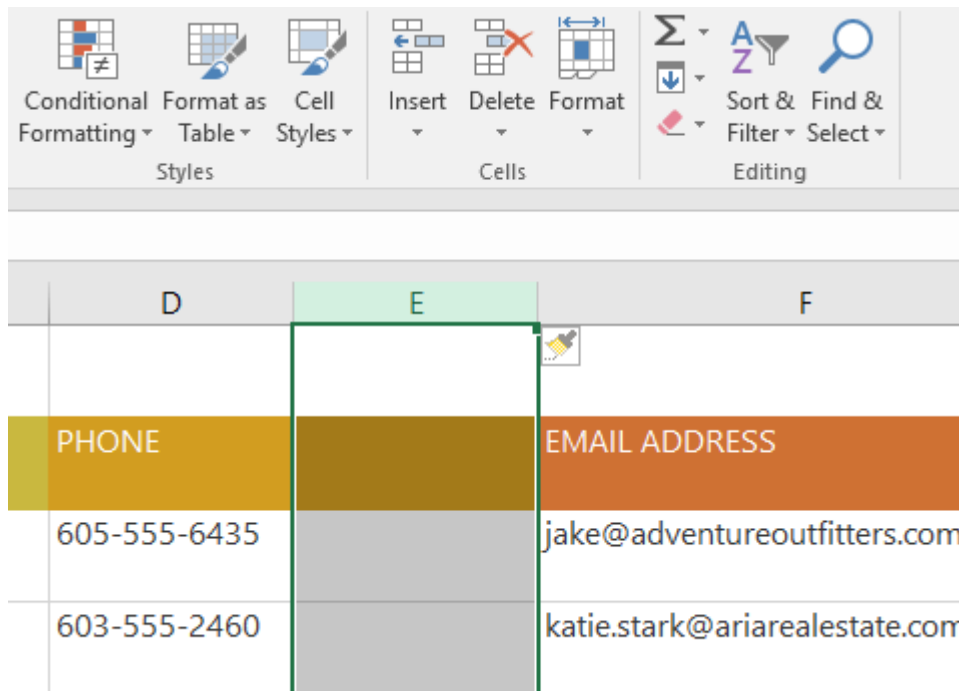 Conditional Format as Cell Insert Delete Format Sort & Find &
Formatting Table Styles Filter Select
Styles Cells Editing
D E F
PHONE EMAIL ADDRESS
605-555-6435 jake@adventureoutfitters.com
603-555-2460 katie.stark@ariarealestate.com